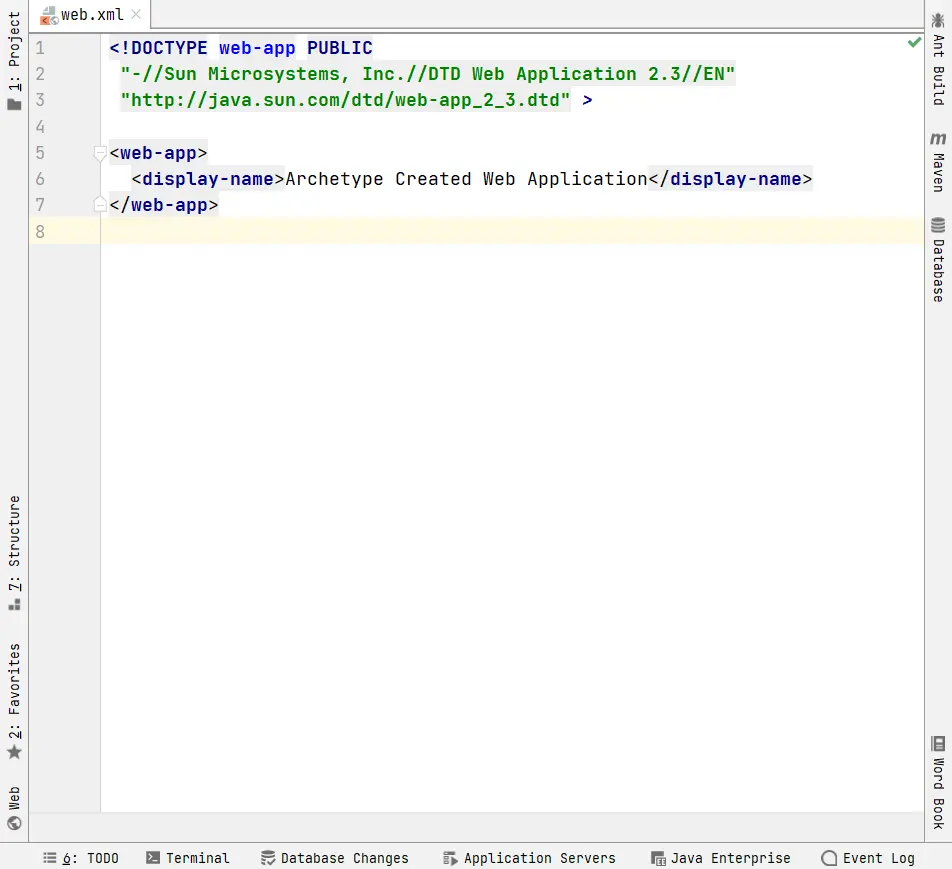 web.xml
1: Project
1 <!DOCTYPE web-app PUBLIC
2 "-//Sun Microsystems, Inc.//DTD Web Application 2.3//EN"
3 "http://java.sun.com/dtd/web-app_2_3.dtd" >
4
5 <web-app>
6 <display-name>Archetype Created Web Application</display-name>
7 </web-app>
8
Ant Build
m Maven
Database
7: Structure
2: Favorites
Web
Word Book
6: TODO Terminal Database Changes Application Servers Java Enterprise Event Log